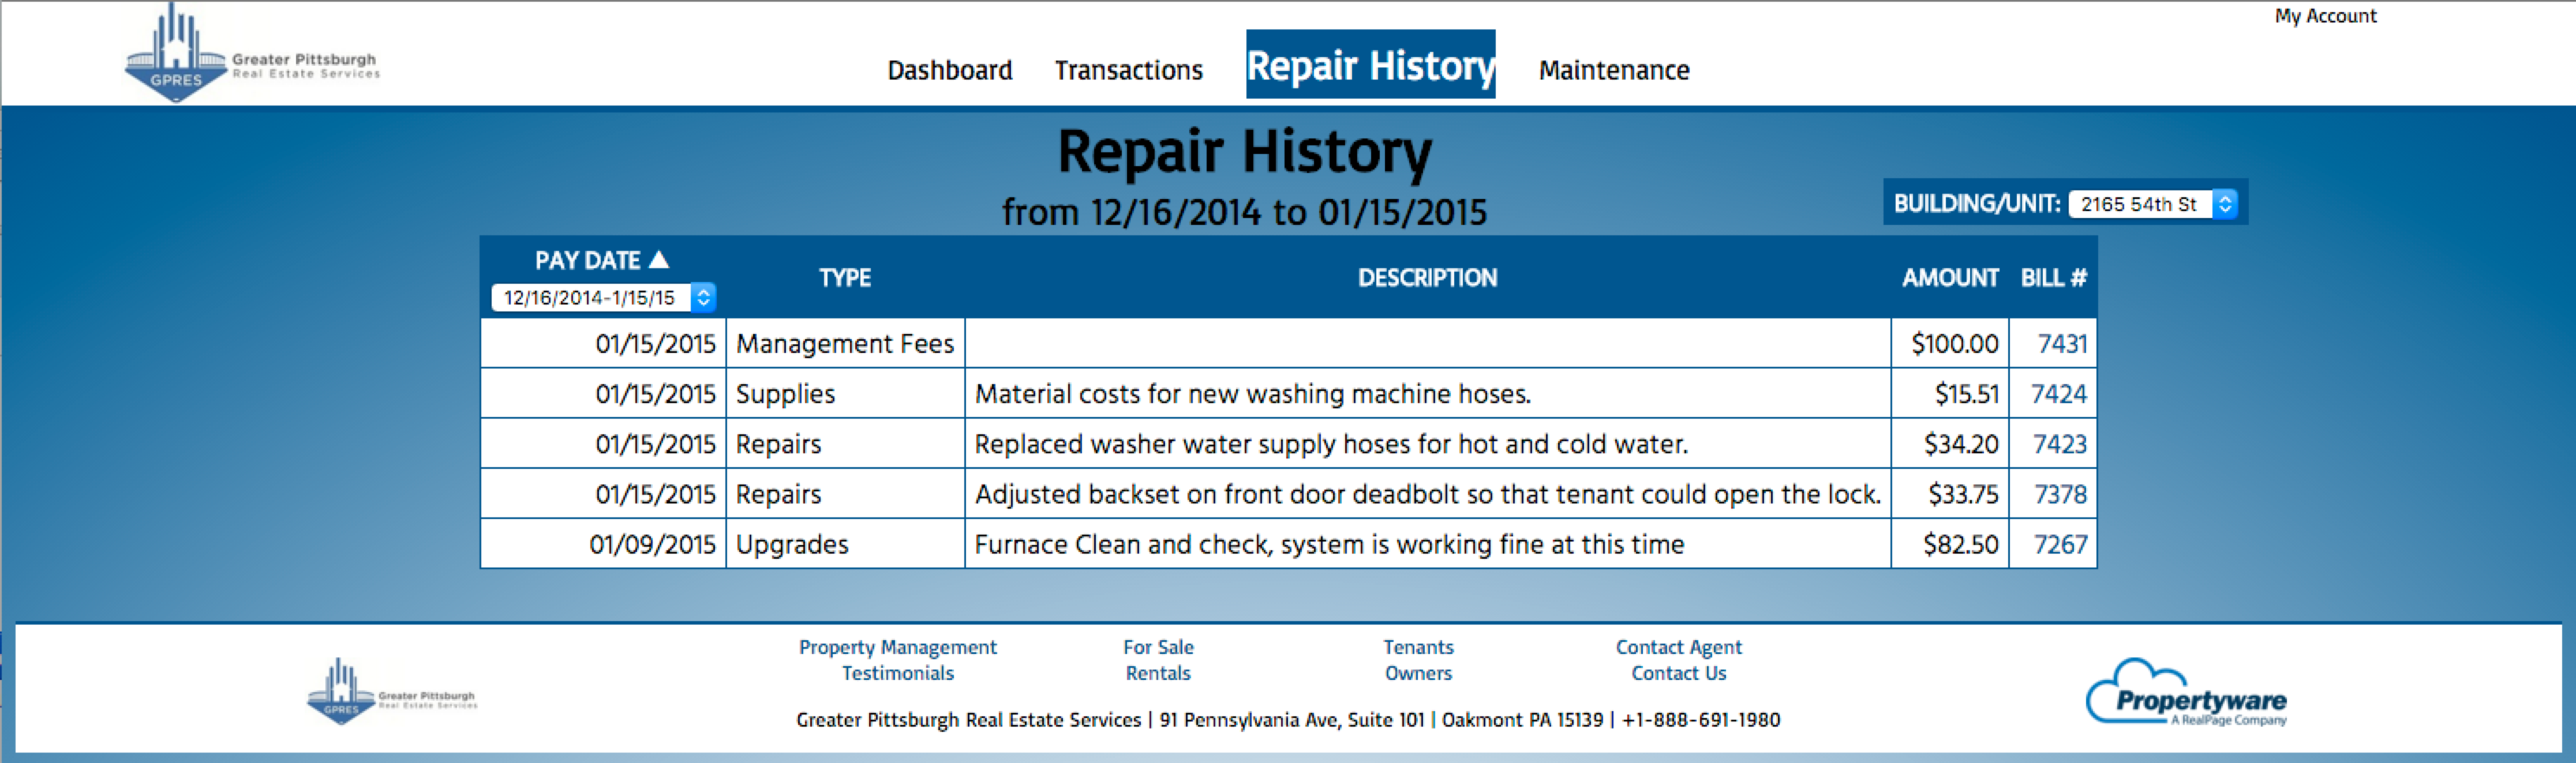 My Account
GPRES
Greater Pittsburgh
Real Estate Services
Dashboard Transactions Repair History Maintenance
Repair History
from 12/16/2014 to 01/15/2015
BUILDING/UNIT: 2165 54th St
PAY DATE ▲ TYPE DESCRIPTION AMOUNT BILL #
12/16/2014-1/15/15
01/15/2015 Management Fees $100.00 7431
01/15/2015 Supplies Material costs for new washing machine hoses. $15.51 7424
01/15/2015 Repairs Replaced washer water supply hoses for hot and cold water. $34.20 7423
01/15/2015 Repairs Adjusted backset on front door deadbolt so that tenant could open the lock. $33.75 7378
01/09/2015 Upgrades Furnace Clean and check, system is working fine at this time $82.50 7267
Property Management For Sale Tenants Contact Agent
Testimonials Rentals Owners Contact Us
GPRES
Greater Pittsburgh
Real Estate Services
Greater Pittsburgh Real Estate Services | 91 Pennsylvania Ave, Suite 101 | Oakmont PA 15139 | +1-888-691-1980
Propertyware
A RealPage Company